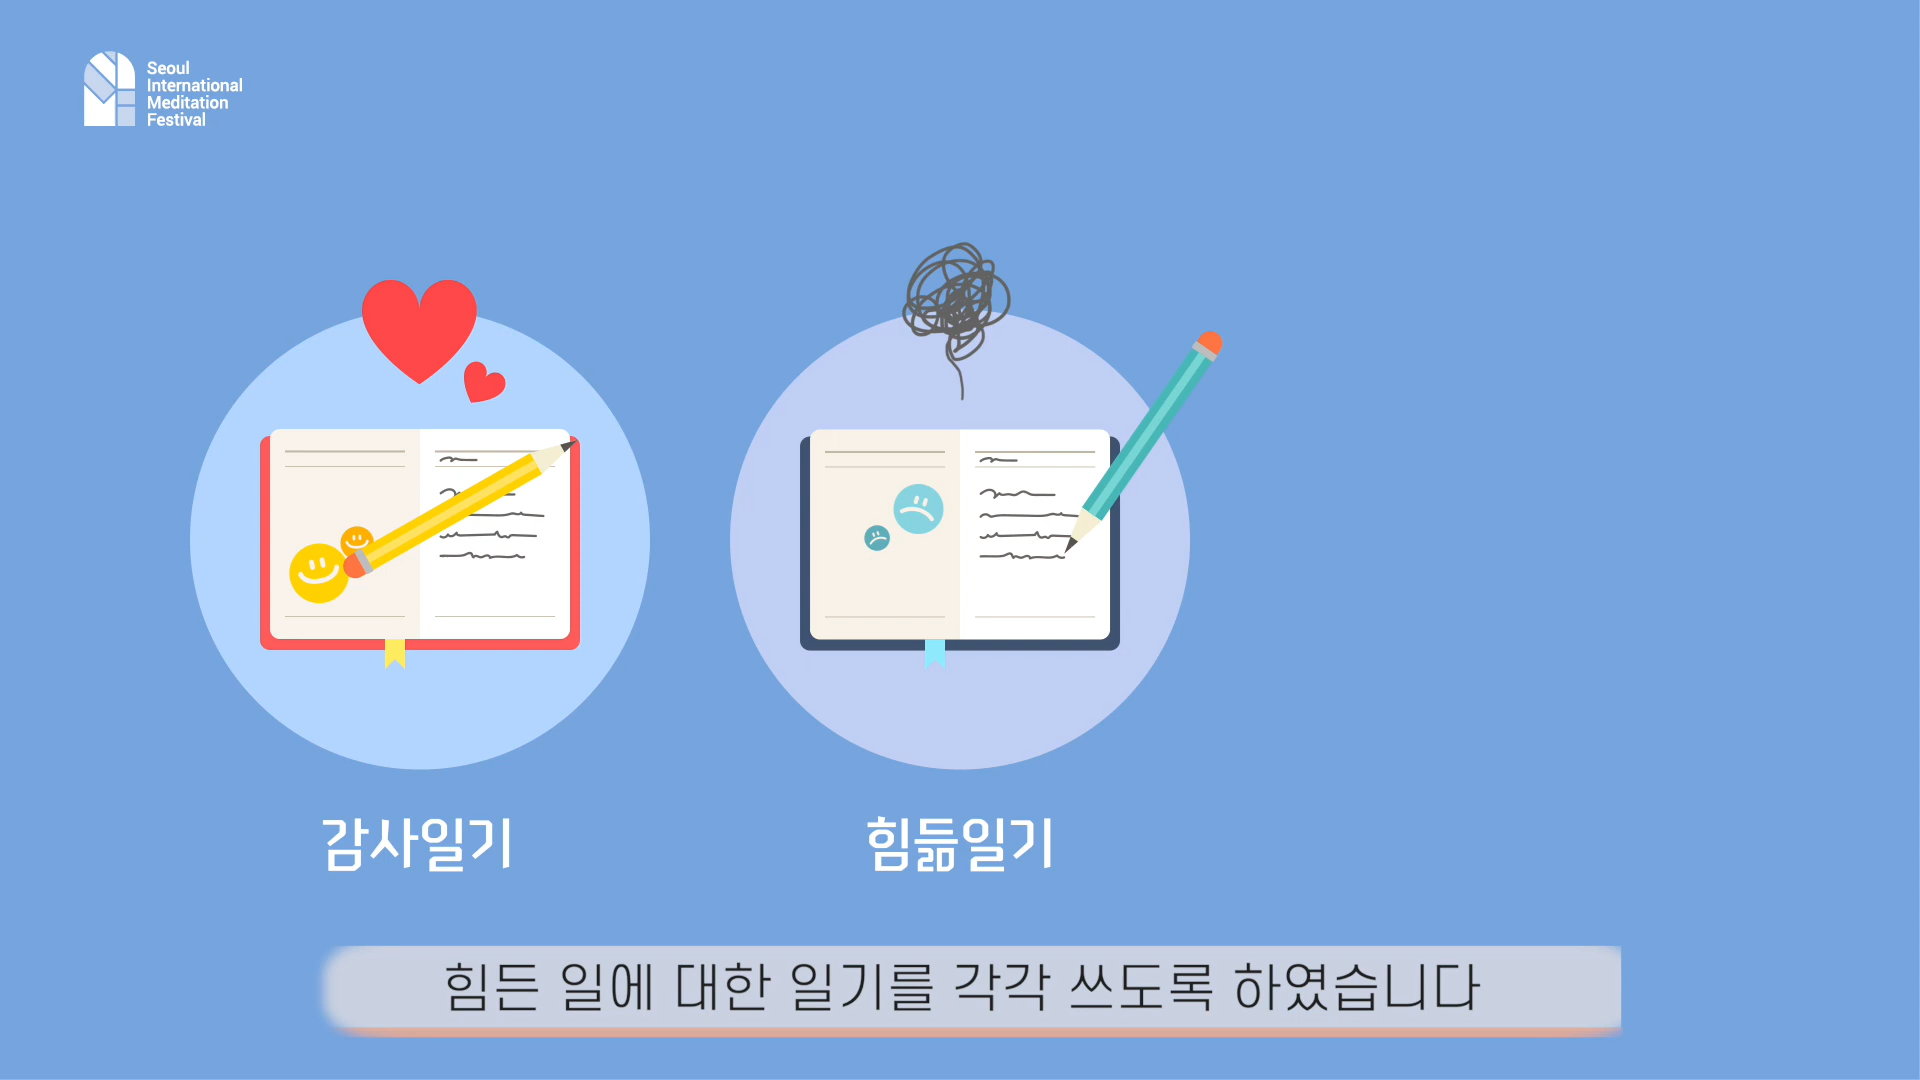 Seoul
International
Meditation
Festival
감사일기
힘듦일기
힘든 일에 대한 일기를 각각 쓰도록 하였습니다